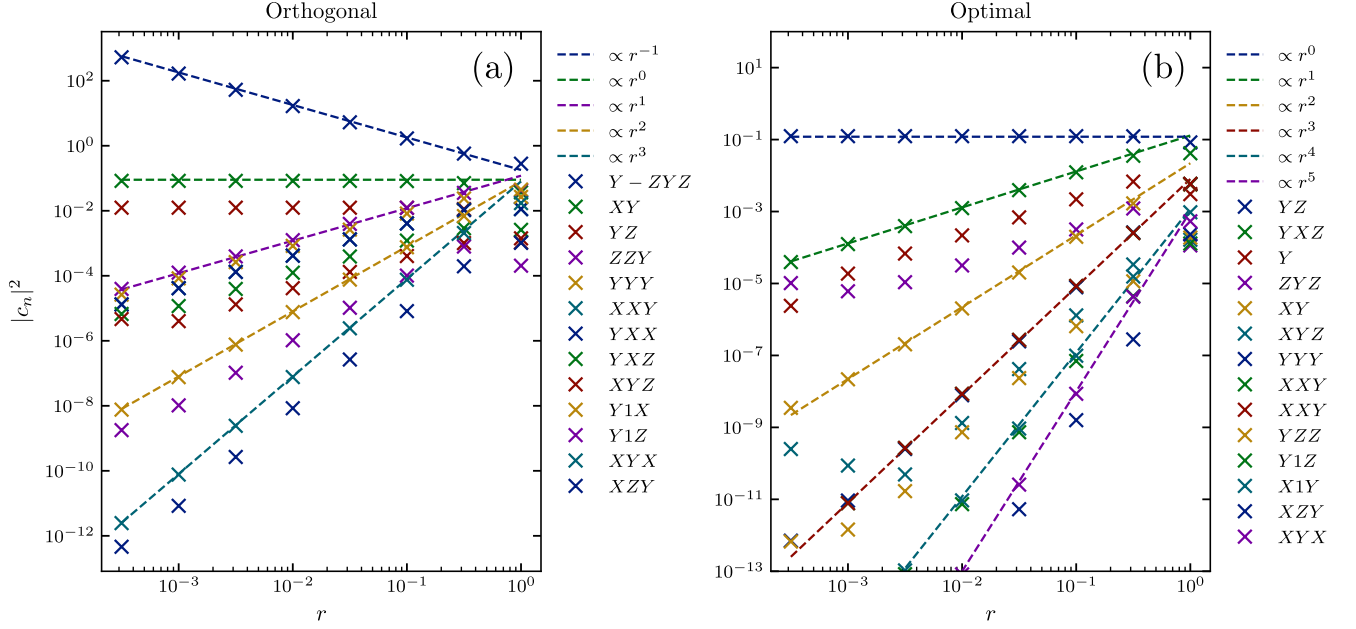 Orthogonal
(a)
|c_n|^2
10^2
10^0
10^{-2}
10^{-4}
10^{-6}
10^{-8}
10^{-10}
10^{-12}
10^{-3}
10^{-2}
10^{-1}
10^0
r
∝ r^{-1}
∝ r^0
∝ r^1
∝ r^2
∝ r^3
Y − ZYZ
XY
YZ
ZZY
YYY
XXY
YXX
YXZ
XYZ
Y1X
Y1Z
XYX
XZY
Optimal
(b)
10^1
10^{-1}
10^{-3}
10^{-5}
10^{-7}
10^{-9}
10^{-11}
10^{-13}
10^{-3}
10^{-2}
10^{-1}
10^0
r
∝ r^0
∝ r^1
∝ r^2
∝ r^3
∝ r^4
∝ r^5
YZ
YXZ
Y
ZYZ
XY
XYZ
YYY
XXY
XXY
YZZ
Y1Z
X1Y
XZY
XYX